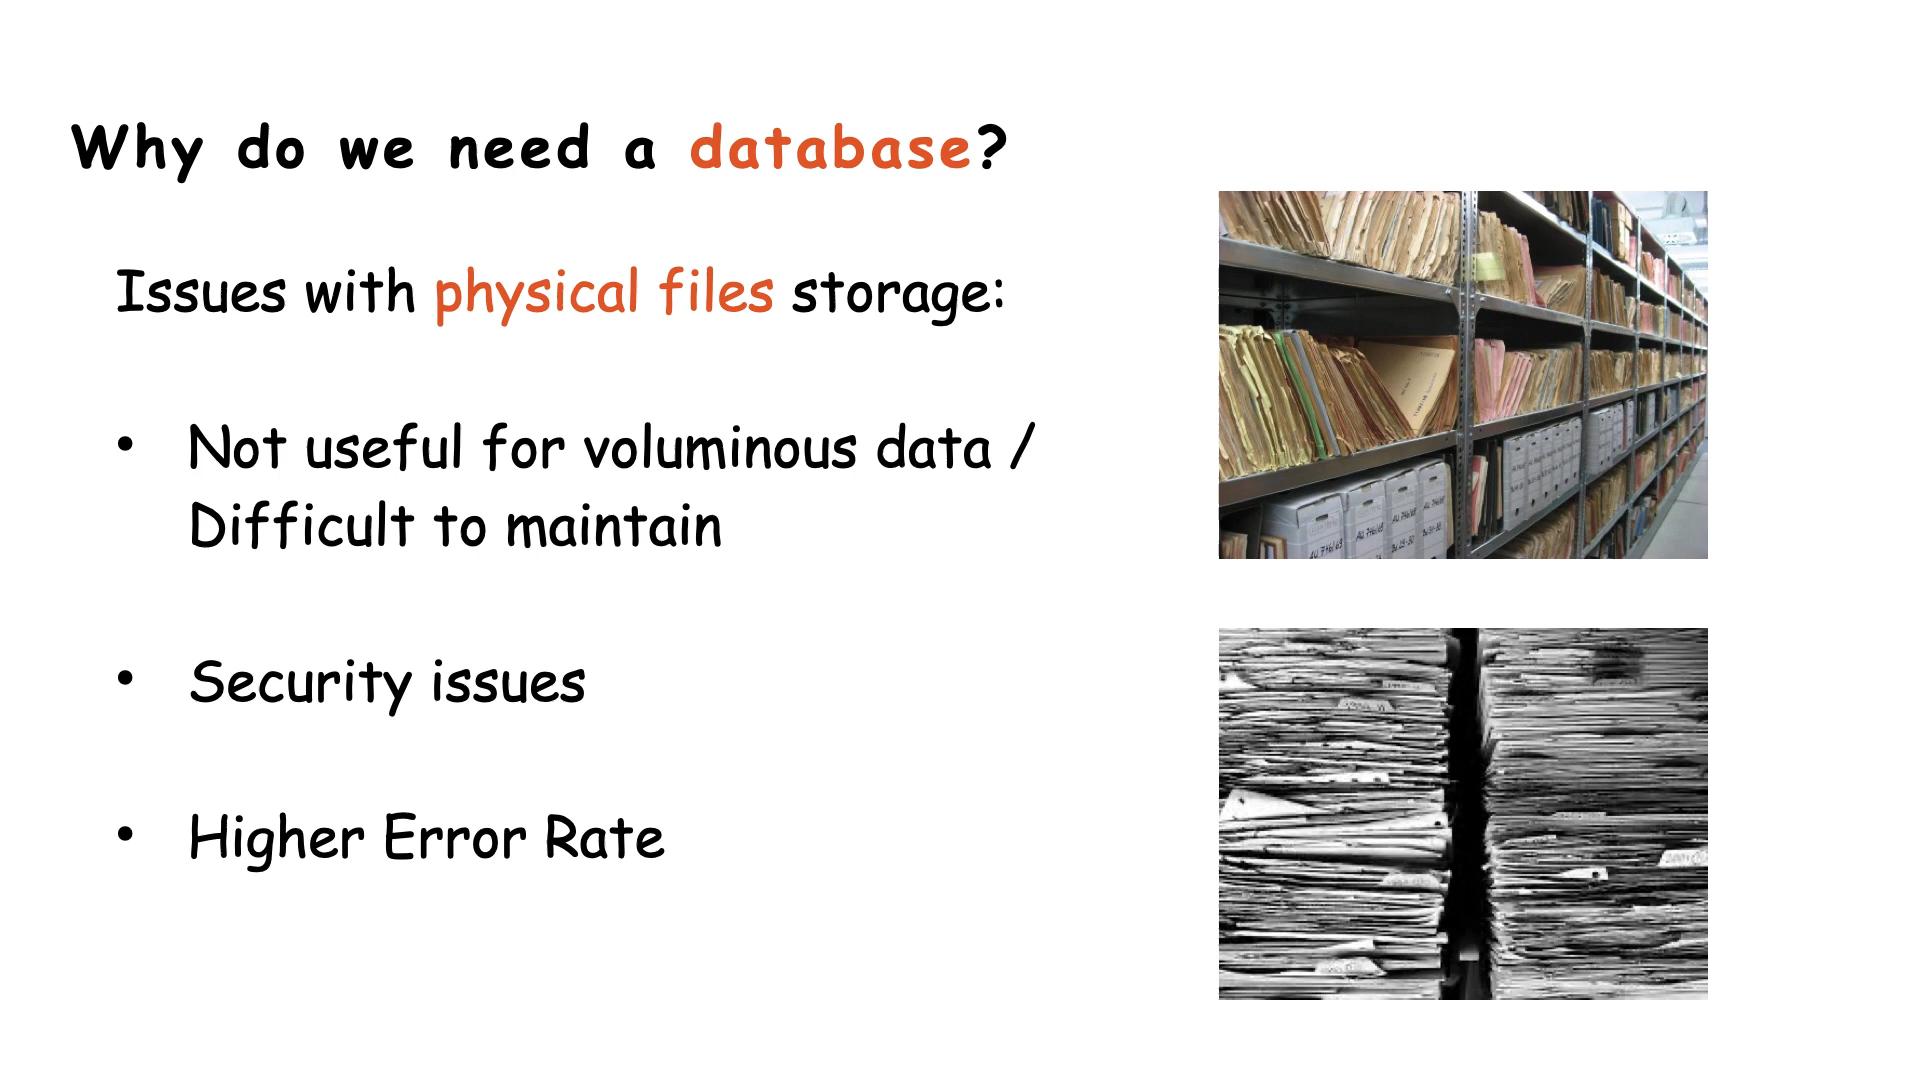 Why do we need a database?
Issues with physical files storage:
• Not useful for voluminous data /
Difficult to maintain
• Security issues
• Higher Error Rate